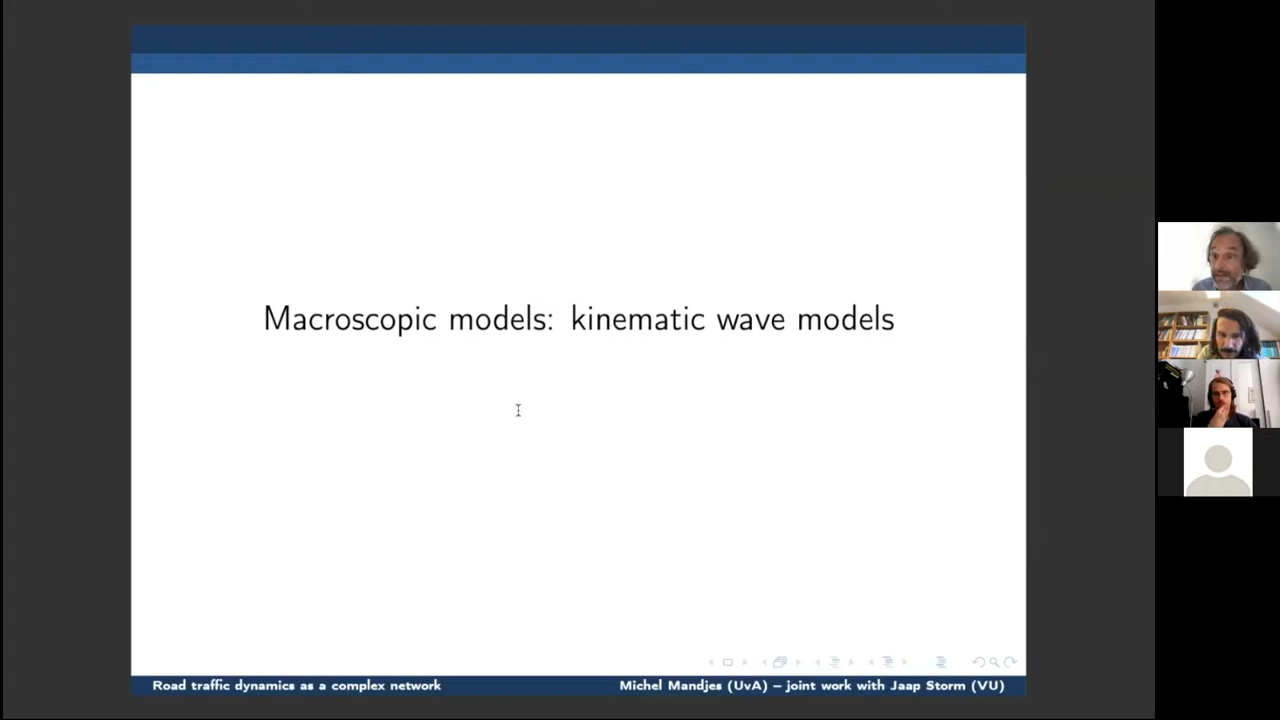 Macroscopic models: kinematic wave models
Road traffic dynamics as a complex network
Michel Mandjes (UvA) – joint work with Jaap Storm (VU)